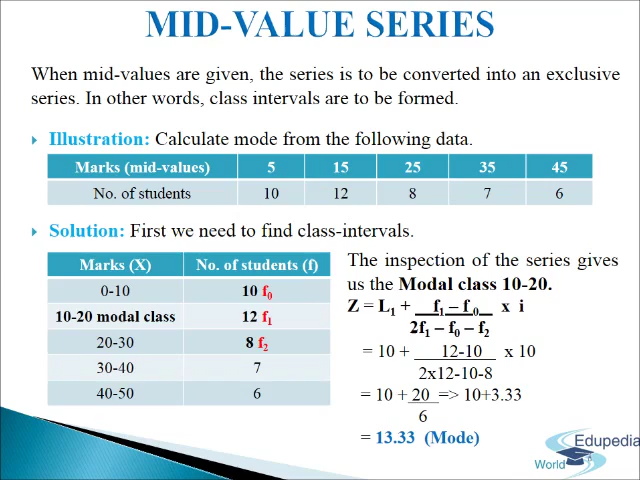 MID-VALUE SERIES
When mid-values are given, the series is to be converted into an exclusive
series. In other words, class intervals are to be formed.
Illustration: Calculate mode from the following data.
Marks (mid-values) 5 15 25 35 45
No. of students 10 12 8 7 6
Solution: First we need to find class-intervals.
Marks (X) No. of students (f)
0-10 10 f₀
10-20 modal class 12 f₁
20-30 8 f₂
30-40 7
40-50 6
The inspection of the series gives
us the Modal class 10-20.
Z = L₁ + f₁ – f ₀ x i
2f₁ – f₀ – f₂
= 10 + 12-10 x 10
2x12-10-8
= 10 + 20 => 10+3.33
6
= 13.33 (Mode)
Edupedia
World